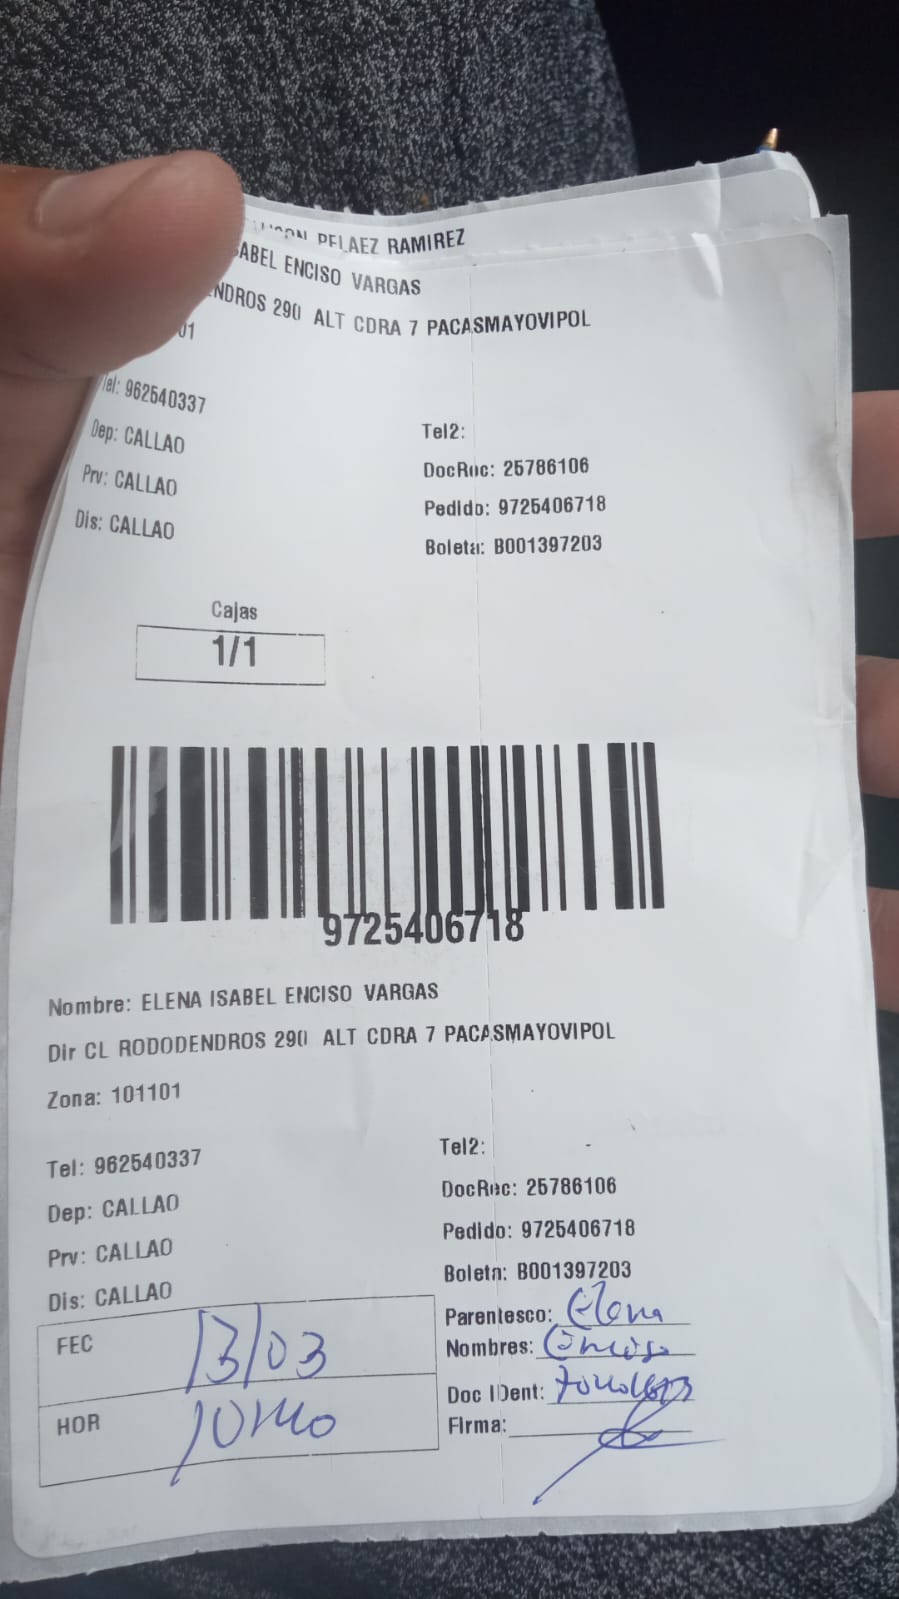 PELAEZ RAMIREZ
ENCISO VARGAS
290 ALT CDRA 7 PACASMAYOVIPOL
Tel: 962540337
Dep: CALLAO
Prv: CALLAO
Dis: CALLAO
Tel2:
DocRec: 25786106
Pedido: 9725406718
Boleta: B001397203
Cajas
1/1
9725406718
Nombre: ELENA ISABEL ENCISO VARGAS
Dir CL RODODENDROS 290 ALT CDRA 7 PACASMAYOVIPOL
Zona: 101101
Tel: 962540337
Dep: CALLAO
Prv: CALLAO
Dis: CALLAO
Tel2: -
DocRec: 25786106
Pedido: 9725406718
Boleta: B001397203
FEC 13/03
HOR
Parentesco: Elena
Nombres: Enciso
Doc IDent:
Firma: